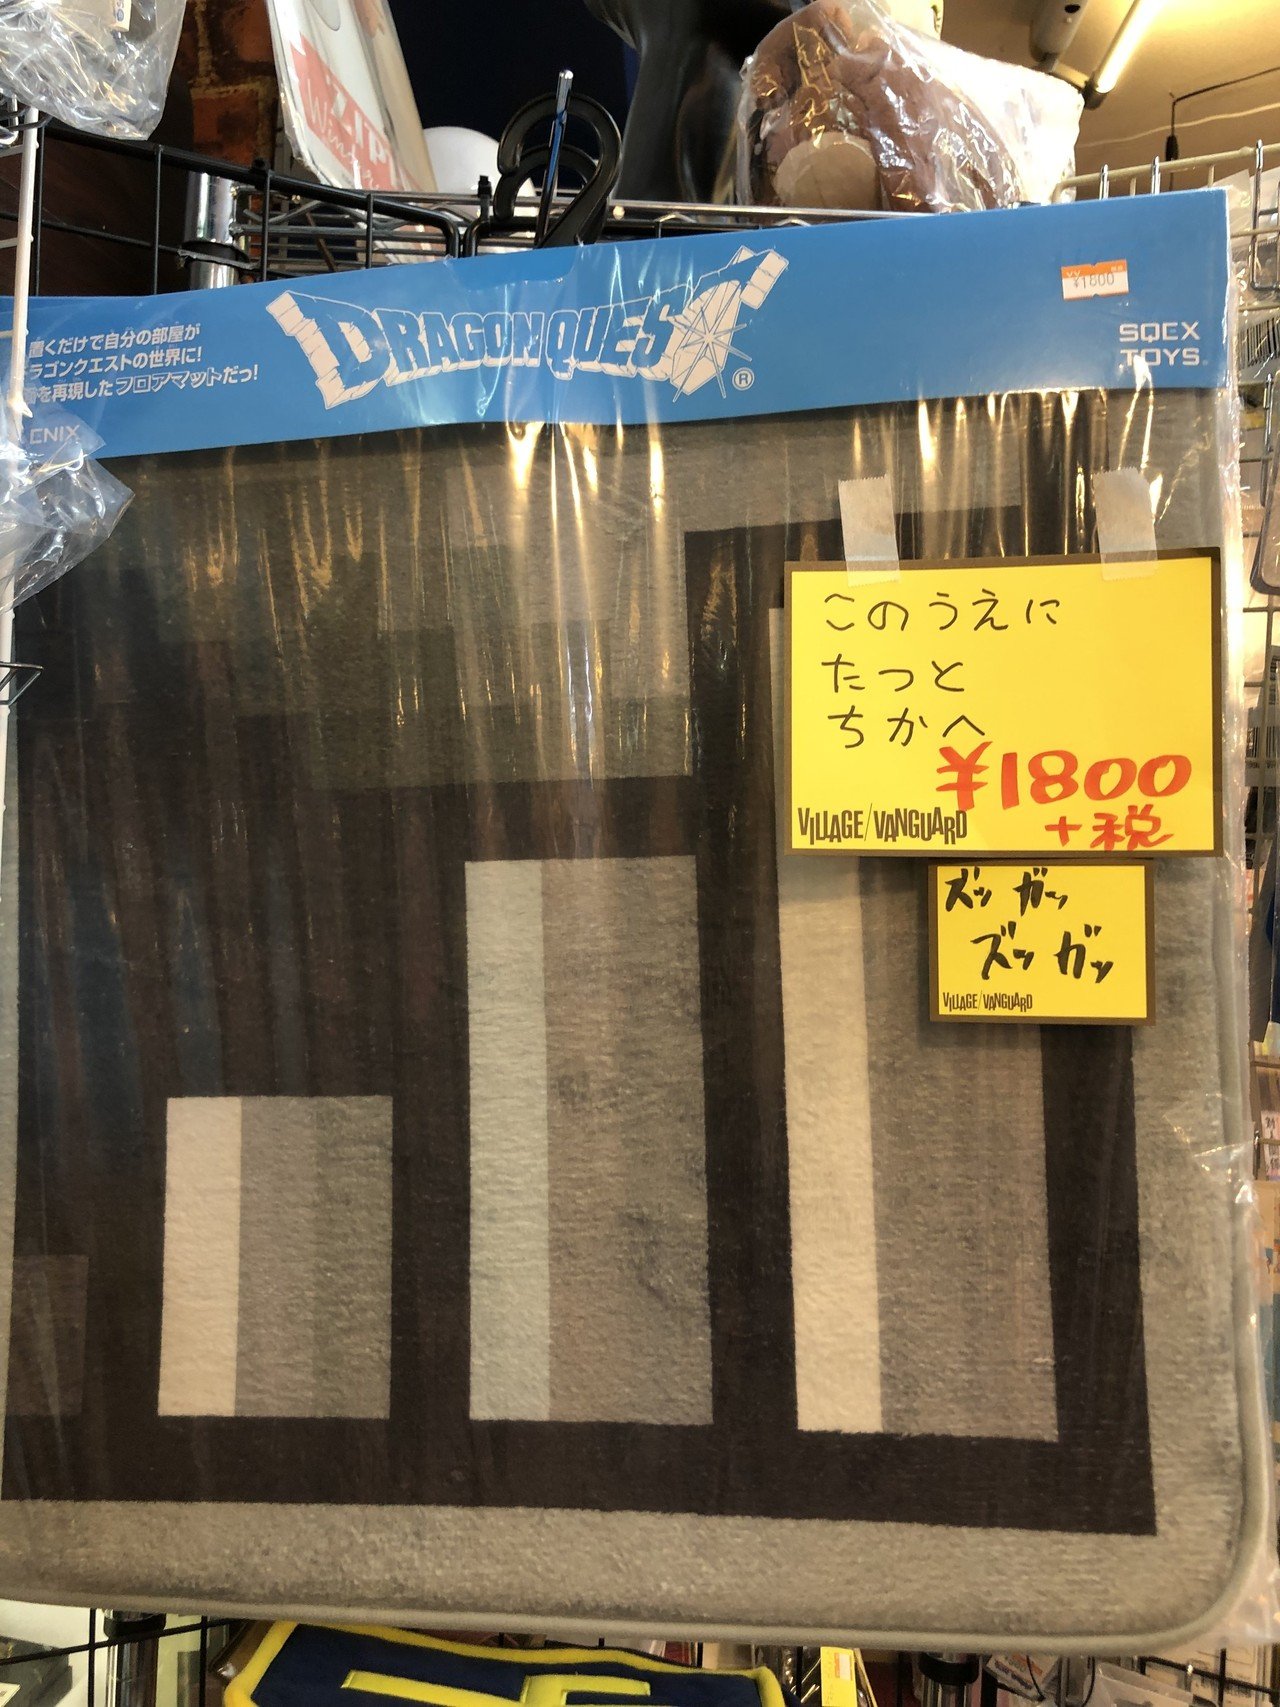 置くだけで自分の部屋が
ラゴンクエストの世界に!
を再現したフロアマットだっ!
ENIX
DRAGON QUEST
®
¥1800
SQEX
TOYS
このうえに
たつと
ちかへ
¥1800
+税
VILLAGE/VANGUARD
ズッ ガッ
ズッ ガッ
VILLAGE/VANGUARD